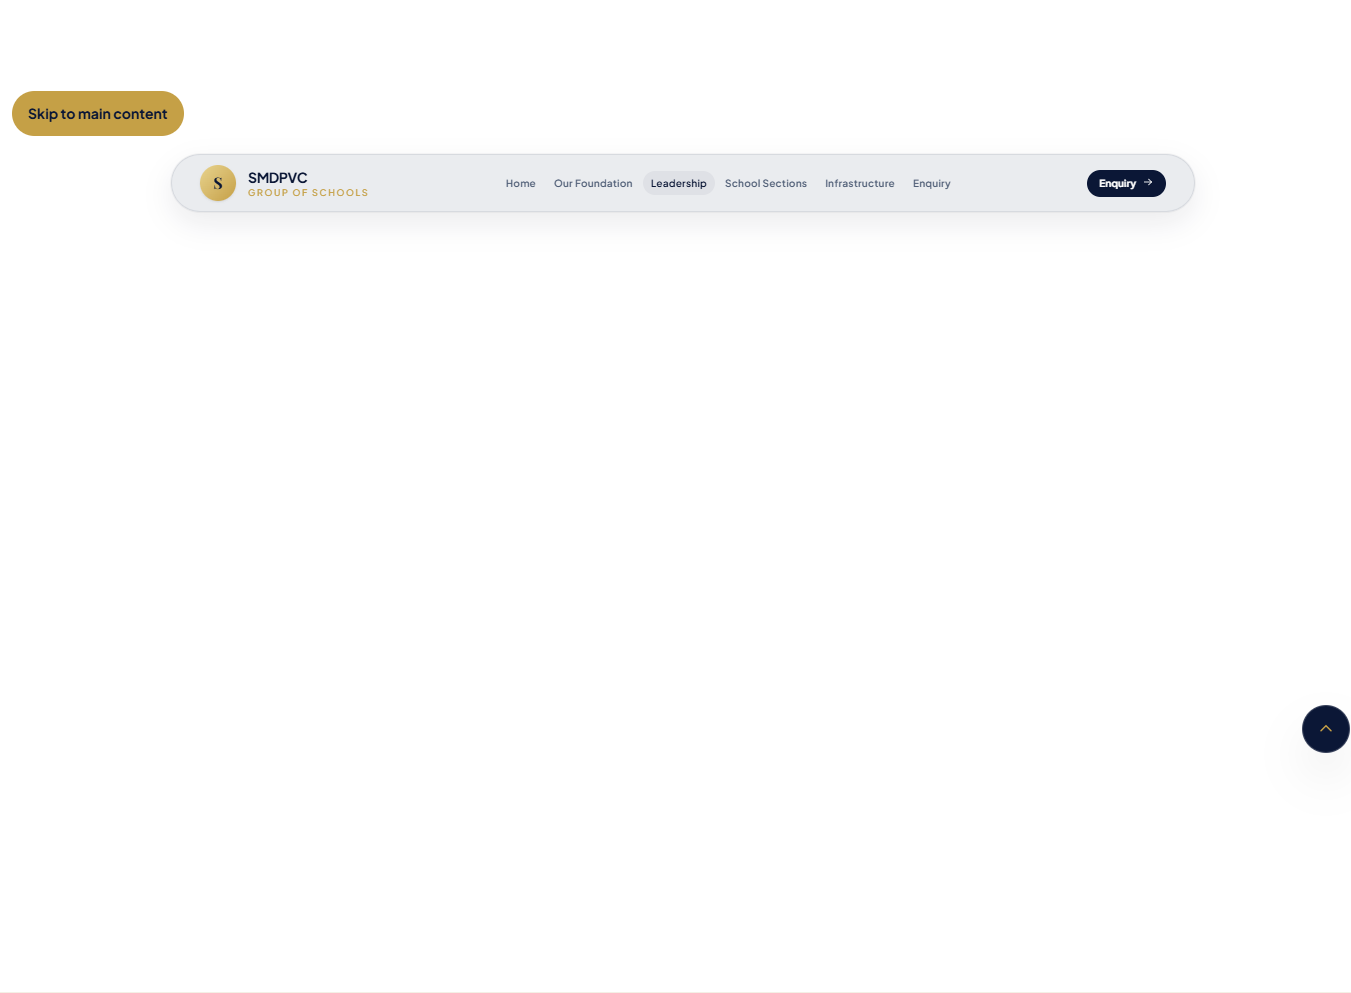 Skip to main content
S
SMDPVC
GROUP OF SCHOOLS
Home
Our Foundation
Leadership
School Sections
Infrastructure
Enquiry
Enquiry